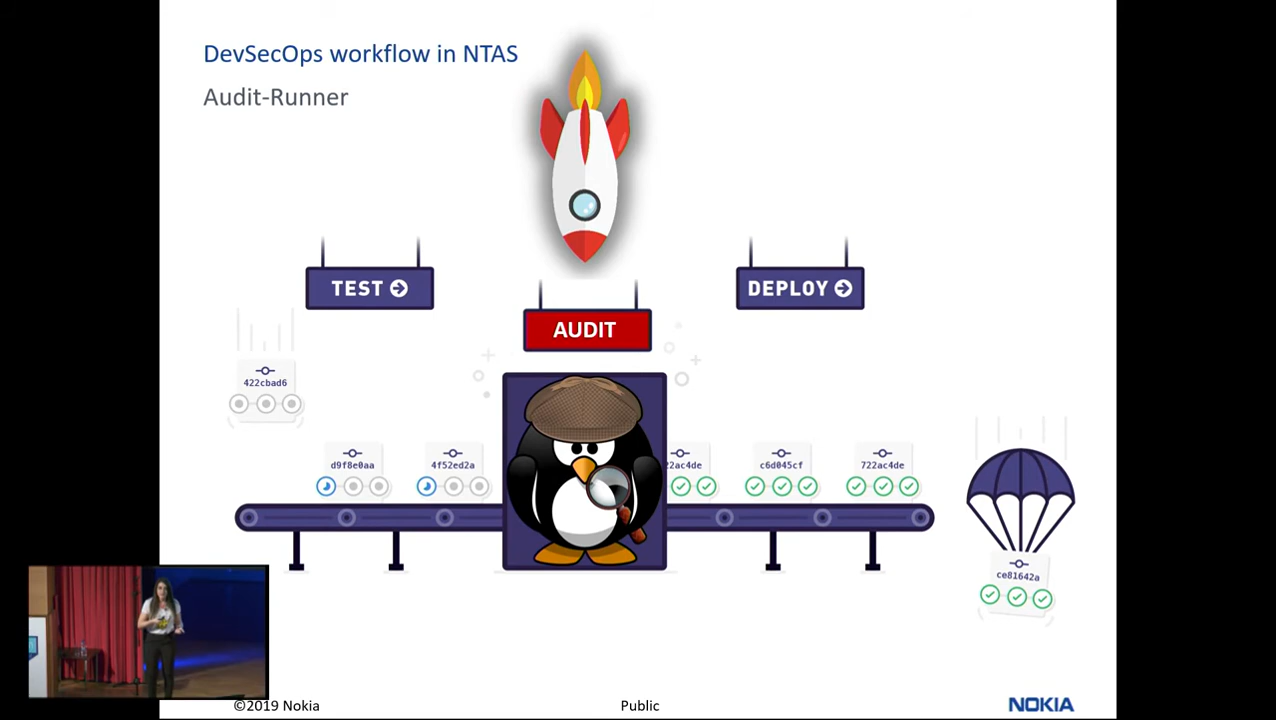 DevSecOps workflow in NTAS
Audit-Runner
TEST
DEPLOY
AUDIT
422cbad6
d9f8e0aa
4f52ed2a
22ac4de
c6d045cf
722ac4de
ce81642a
©2019 Nokia
Public
NOKIA